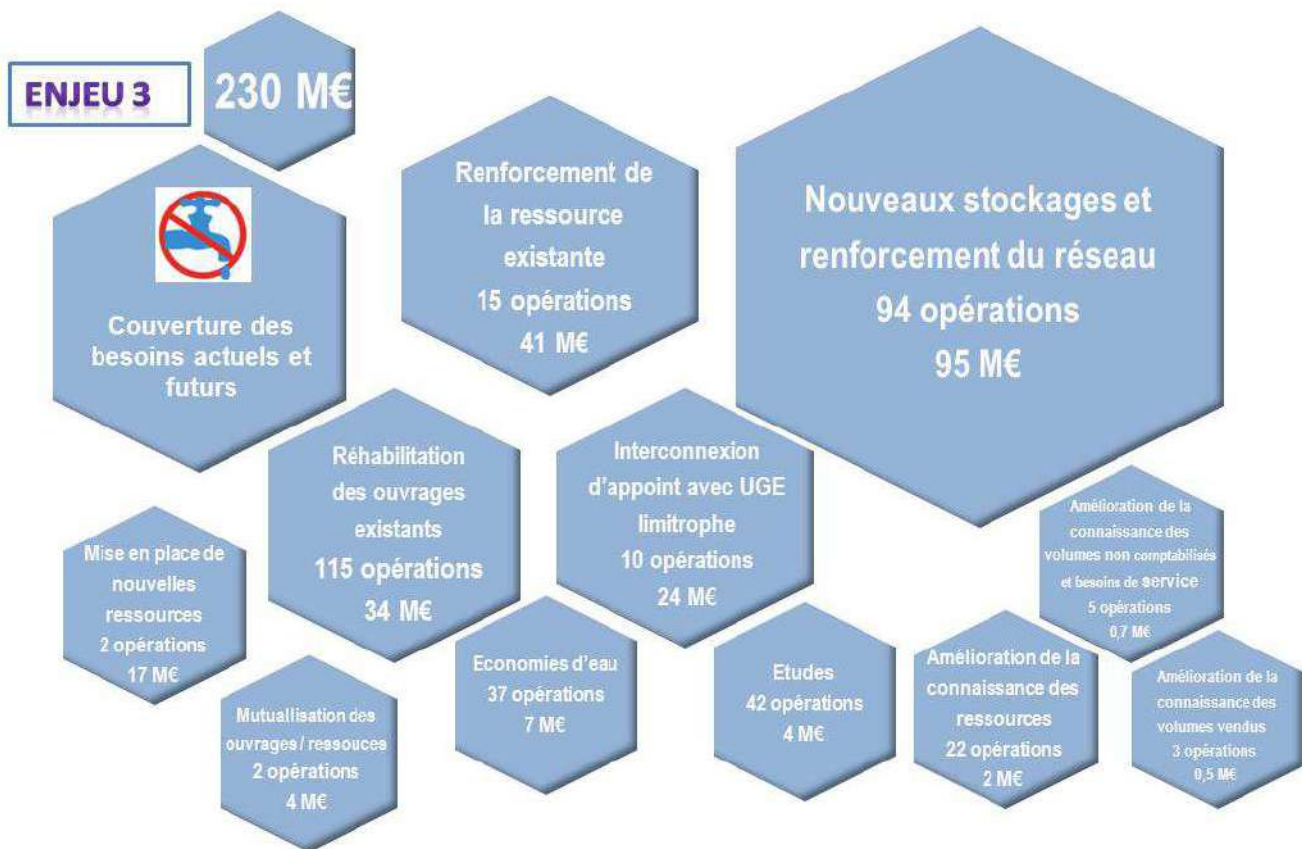 ENJEU 3
230 M€
Couverture des
besoins actuels et
futurs
Renforcement de
la ressource
existante
15 opérations
41 M€
Nouveaux stockages et
renforcement du réseau
94 opérations
95 M€
Réhabilitation
des ouvrages
existants
115 opérations
34 M€
Interconnexion
d'appoint avec UGE
limitrophe
10 opérations
24 M€
Mise en place de
nouvelles
ressources
2 opérations
17 M€
Mutuallisation des
ouvrages / ressouces
2 opérations
4 M€
Economies d'eau
37 opérations
7 M€
Etudes
42 opérations
4 M€
Amélioration de la
connaissance des
ressources
22 opérations
2 M€
Amélioration de la
connaissance des
volumes non comptabilisés
et besoins de service
5 opérations
0,7 M€
Amélioration de la
connaissance des
volumes vendus
3 opérations
0,5 M€